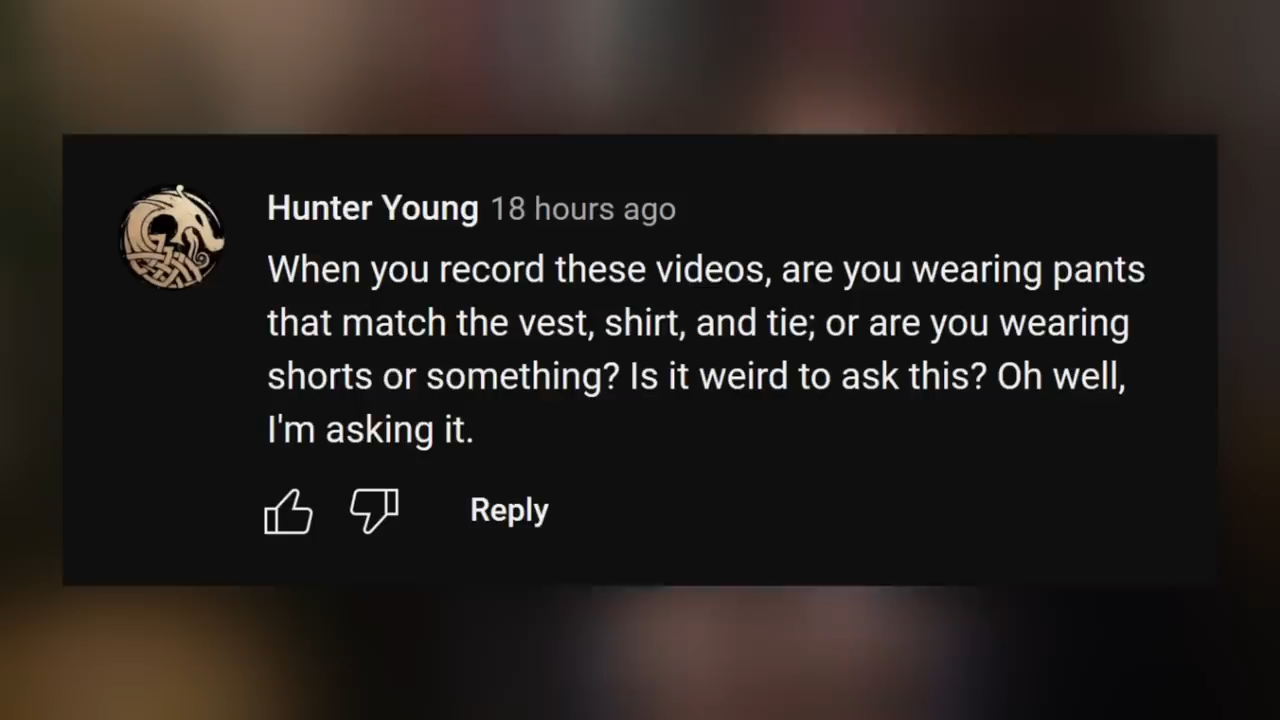 Hunter Young 18 hours ago
When you record these videos, are you wearing pants
that match the vest, shirt, and tie; or are you wearing
shorts or something? Is it weird to ask this? Oh well,
I'm asking it.
Reply